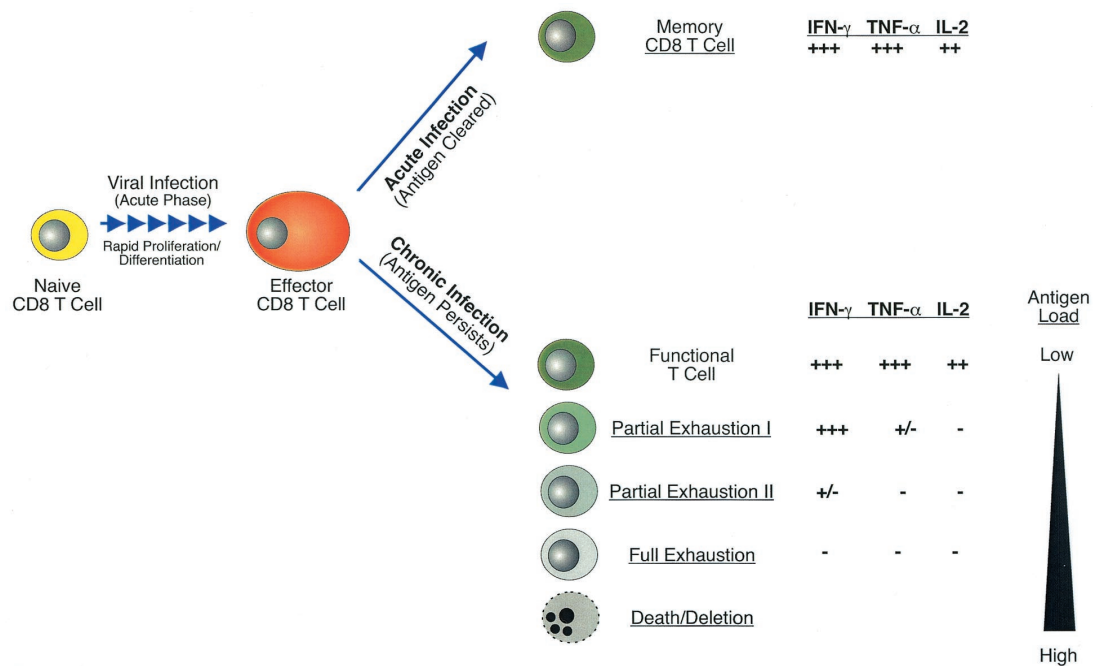 Memory
CD8 T Cell
IFN-γ TNF-α IL-2
+++ +++ ++
Acute Infection
(Antigen Cleared)
Viral Infection
(Acute Phase)
Rapid Proliferation/
Differentiation
Naive
CD8 T Cell
Effector
CD8 T Cell
Chronic Infection
(Antigen Persists)
IFN-γ TNF-α IL-2
Antigen
Load
Functional
T Cell
+++ +++ ++
Low
Partial Exhaustion I +++ +/- -
Partial Exhaustion II +/- - -
Full Exhaustion - - -
Death/Deletion
High